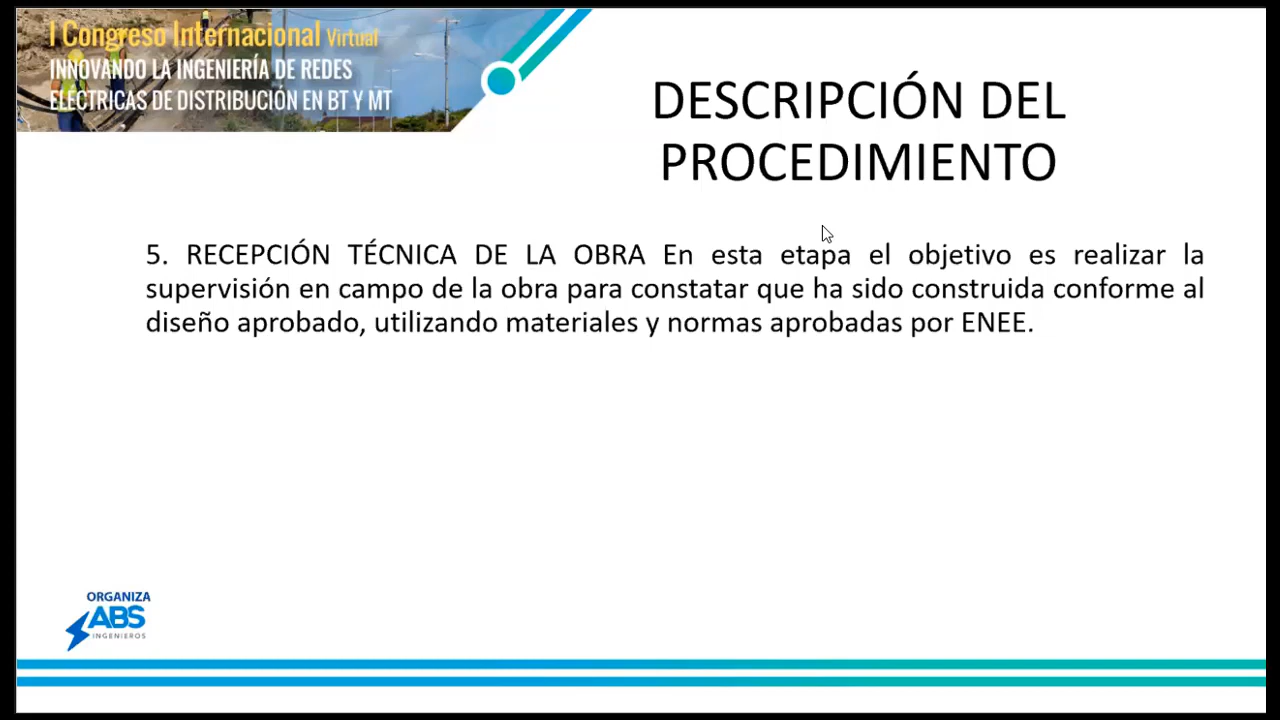 I Congreso Internacional Virtual
INNOVANDO LA INGENIERÍA DE REDES
ELÉCTRICAS DE DISTRIBUCIÓN EN BT Y MT
DESCRIPCIÓN DEL
PROCEDIMIENTO
5. RECEPCIÓN TÉCNICA DE LA OBRA En esta etapa el objetivo es realizar la
supervisión en campo de la obra para constatar que ha sido construida conforme al
diseño aprobado, utilizando materiales y normas aprobadas por ENEE.
ORGANIZA
ABS
INGENIEROS